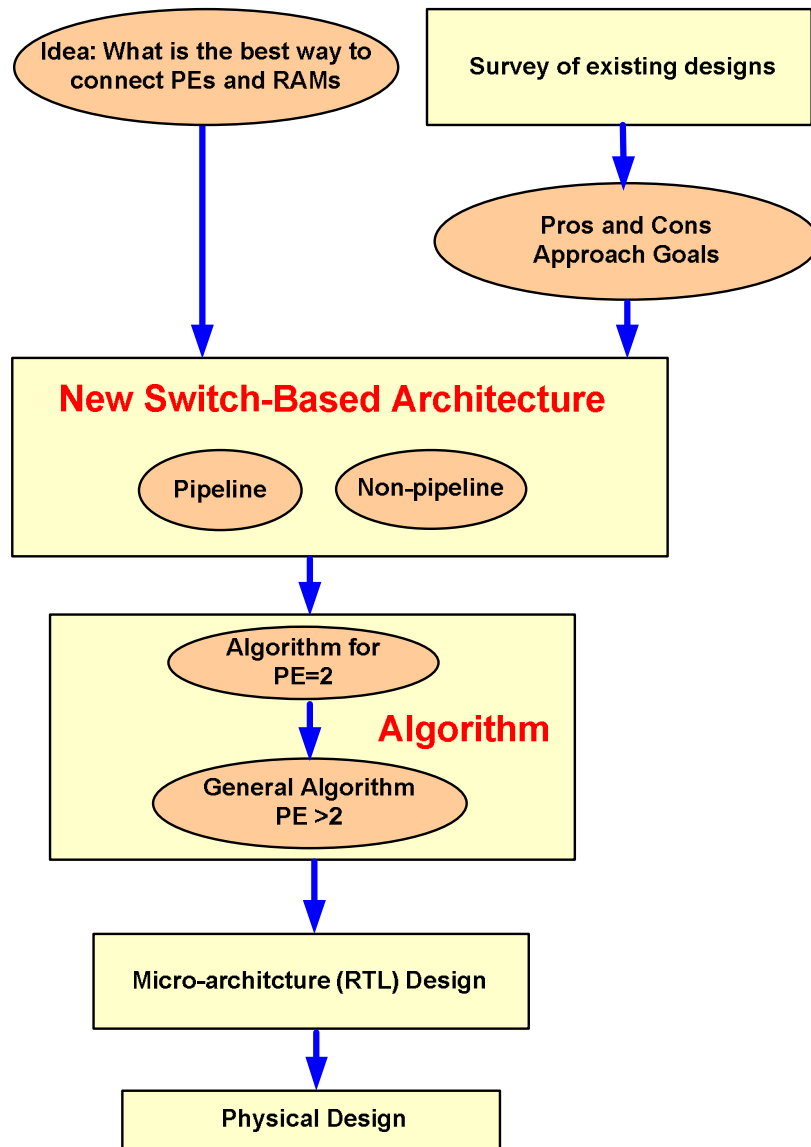 Idea: What is the best way to
connect PEs and RAMs
Survey of existing designs
Pros and Cons
Approach Goals
New Switch-Based Architecture
Pipeline
Non-pipeline
Algorithm for
PE=2
Algorithm
General Algorithm
PE >2
Micro-architcture (RTL) Design
Physical Design